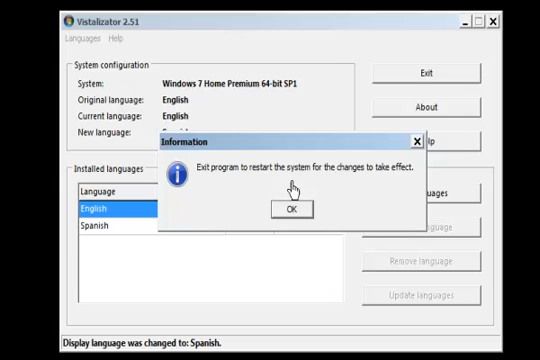 Vistalizator 2.51
Languages Help
System configuration
System: Windows 7 Home Premium 64-bit SP1
Original language: English
Current language: English
New language:
Exit
About
Information
Exit program to restart the system for the changes to take effect.
OK
Installed languages
Language
English
Spanish
Remove language
Update languages
Display language was changed to: Spanish.